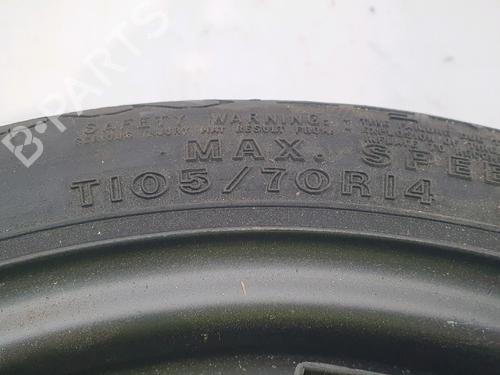 B-PARTS
SAFETY WARNING:
SERIOUS INJURY MAY RESULT FROM:
MAX. SPEE
T105/70R14